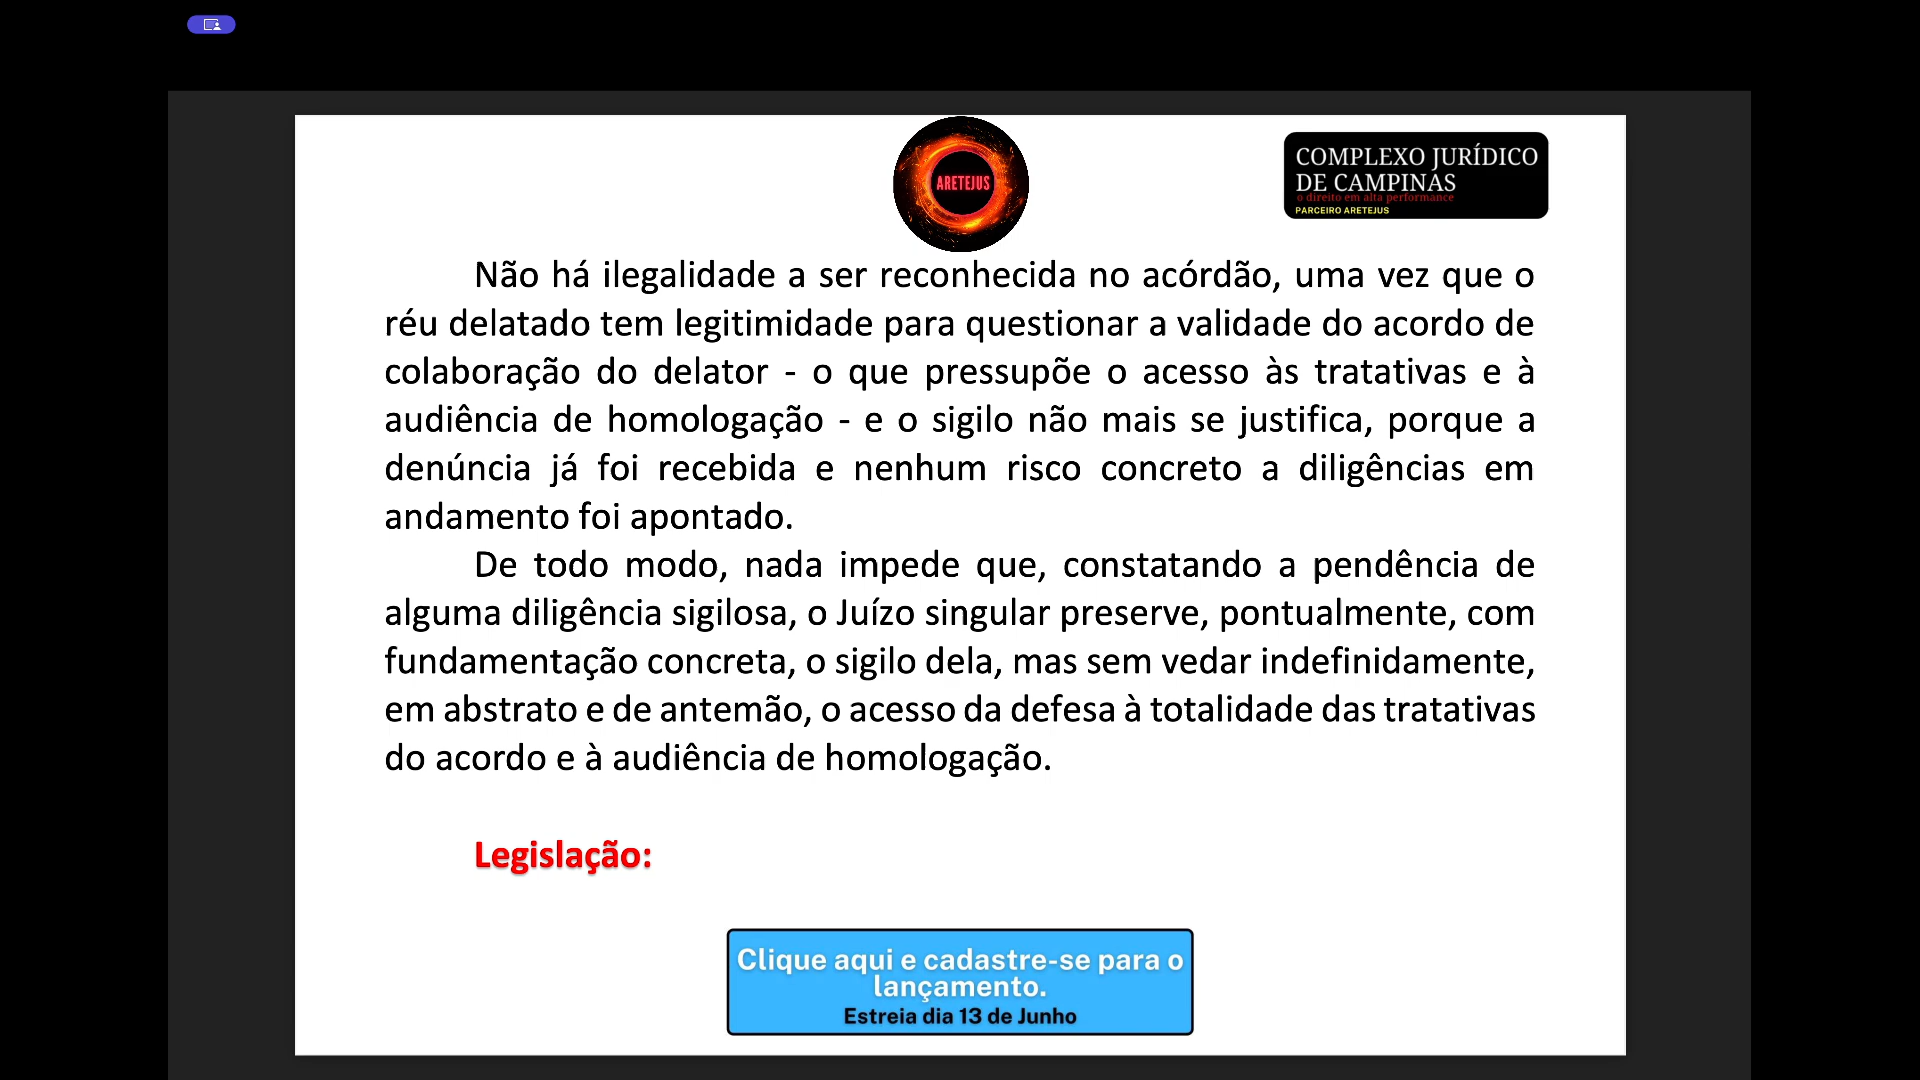 ARETEJUS
COMPLEXO JURÍDICO
DE CAMPINAS
o direito em alta performance
PARCEIRO ARETEJUS
Não há ilegalidade a ser reconhecida no acórdão, uma vez que o
réu delatado tem legitimidade para questionar a validade do acordo de
colaboração do delator - o que pressupõe o acesso às tratativas e à
audiência de homologação - e o sigilo não mais se justifica, porque a
denúncia já foi recebida e nenhum risco concreto a diligências em
andamento foi apontado.
De todo modo, nada impede que, constatando a pendência de
alguma diligência sigilosa, o Juízo singular preserve, pontualmente, com
fundamentação concreta, o sigilo dela, mas sem vedar indefinidamente,
em abstrato e de antemão, o acesso da defesa à totalidade das tratativas
do acordo e à audiência de homologação.
Legislação:
Clique aqui e cadastre-se para o
lançamento.
Estreia dia 13 de Junho